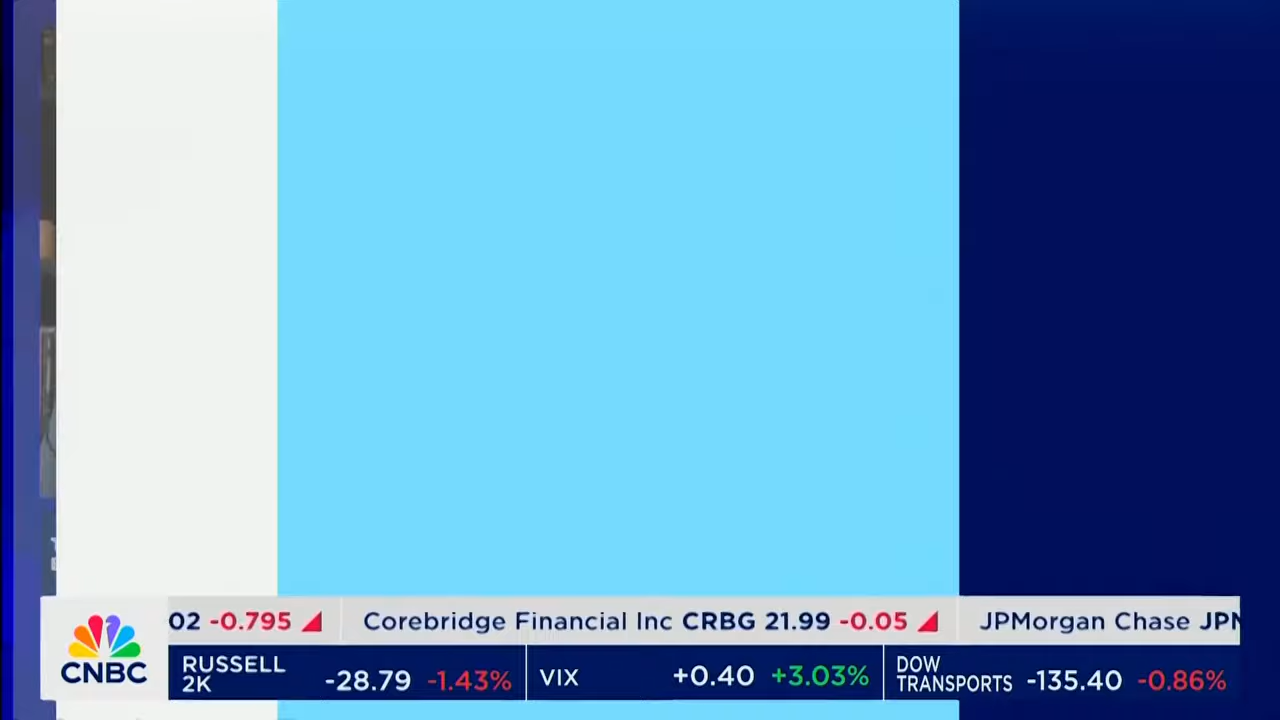 02 -0.795 Corebridge Financial Inc CRBG 21.99 -0.05 JPMorgan Chase
CNBC
RUSSELL 2K -28.79 -1.43% VIX +0.40 +3.03% DOW TRANSPORTS -135.40 -0.86%